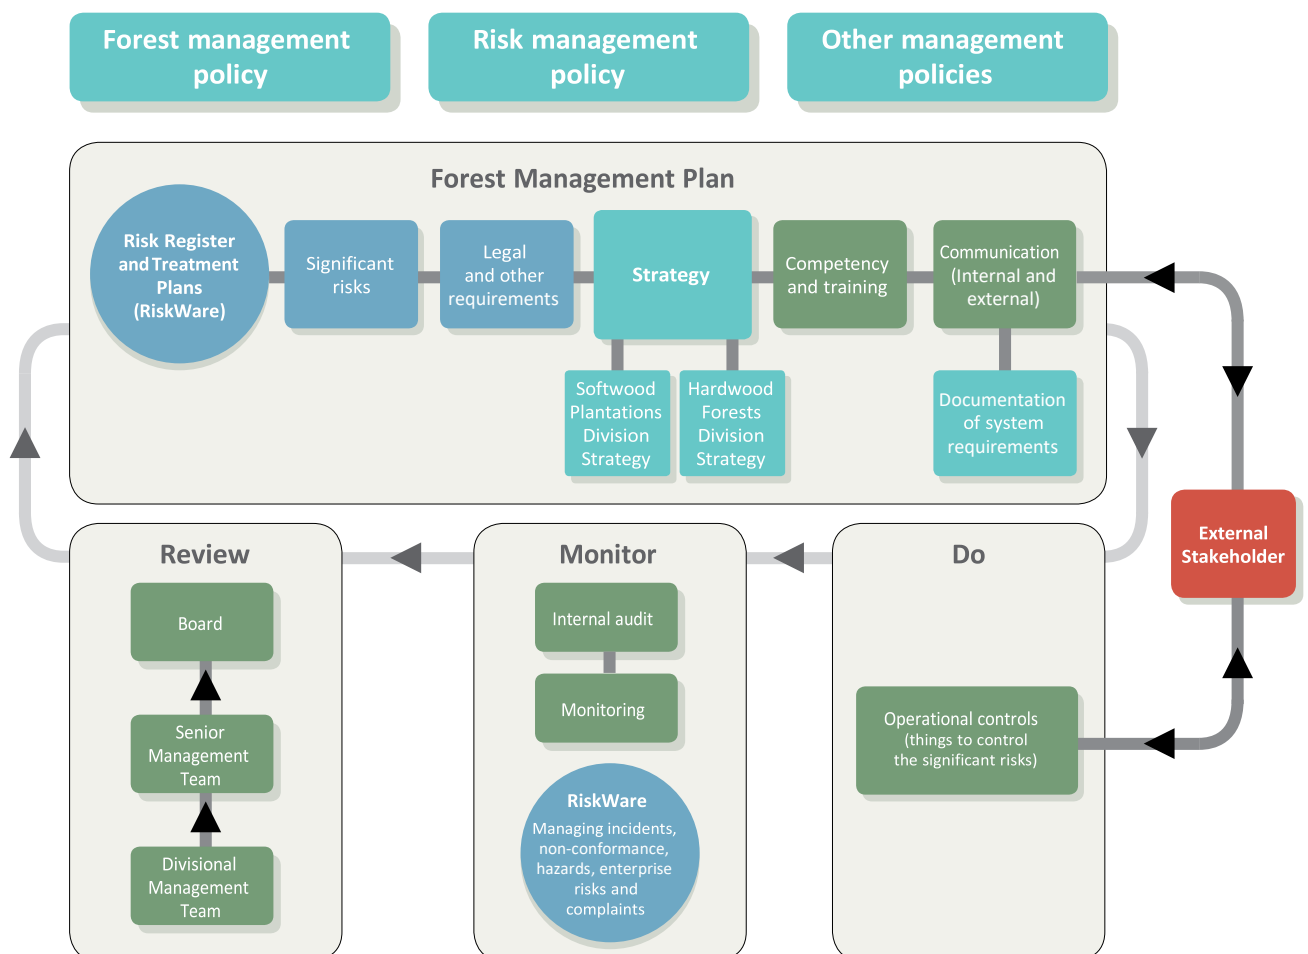 Forest management
policy
Risk management
policy
Other management
policies
Forest Management Plan
Risk Register
and Treatment
Plans
(RiskWare)
Significant
risks
Legal
and other
requirements
Strategy
Competency
and training
Communication
(Internal and
external)
Softwood
Plantations
Division
Strategy
Hardwood
Forests
Division
Strategy
Documentation
of system
requirements
External
Stakeholder
Review
Board
Senior
Management
Team
Divisional
Management
Team
Monitor
Internal audit
Monitoring
RiskWare
Managing incidents,
non-conformance,
hazards, enterprise
risks and
complaints
Do
Operational controls
(things to control
the significant risks)